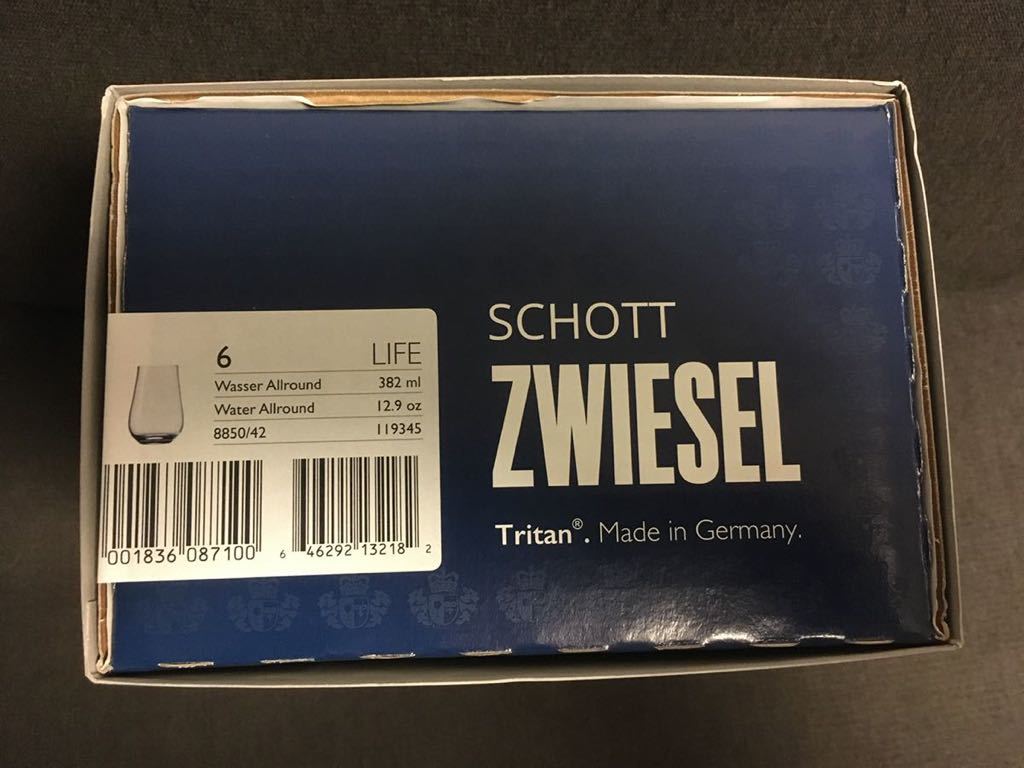 6 LIFE
Wasser Allround 382 ml
Water Allround 12.9 oz
8850/42 119345
001836 087100
6 46292 13218 2
SCHOTT
ZWIESEL
Tritan®. Made in Germany.